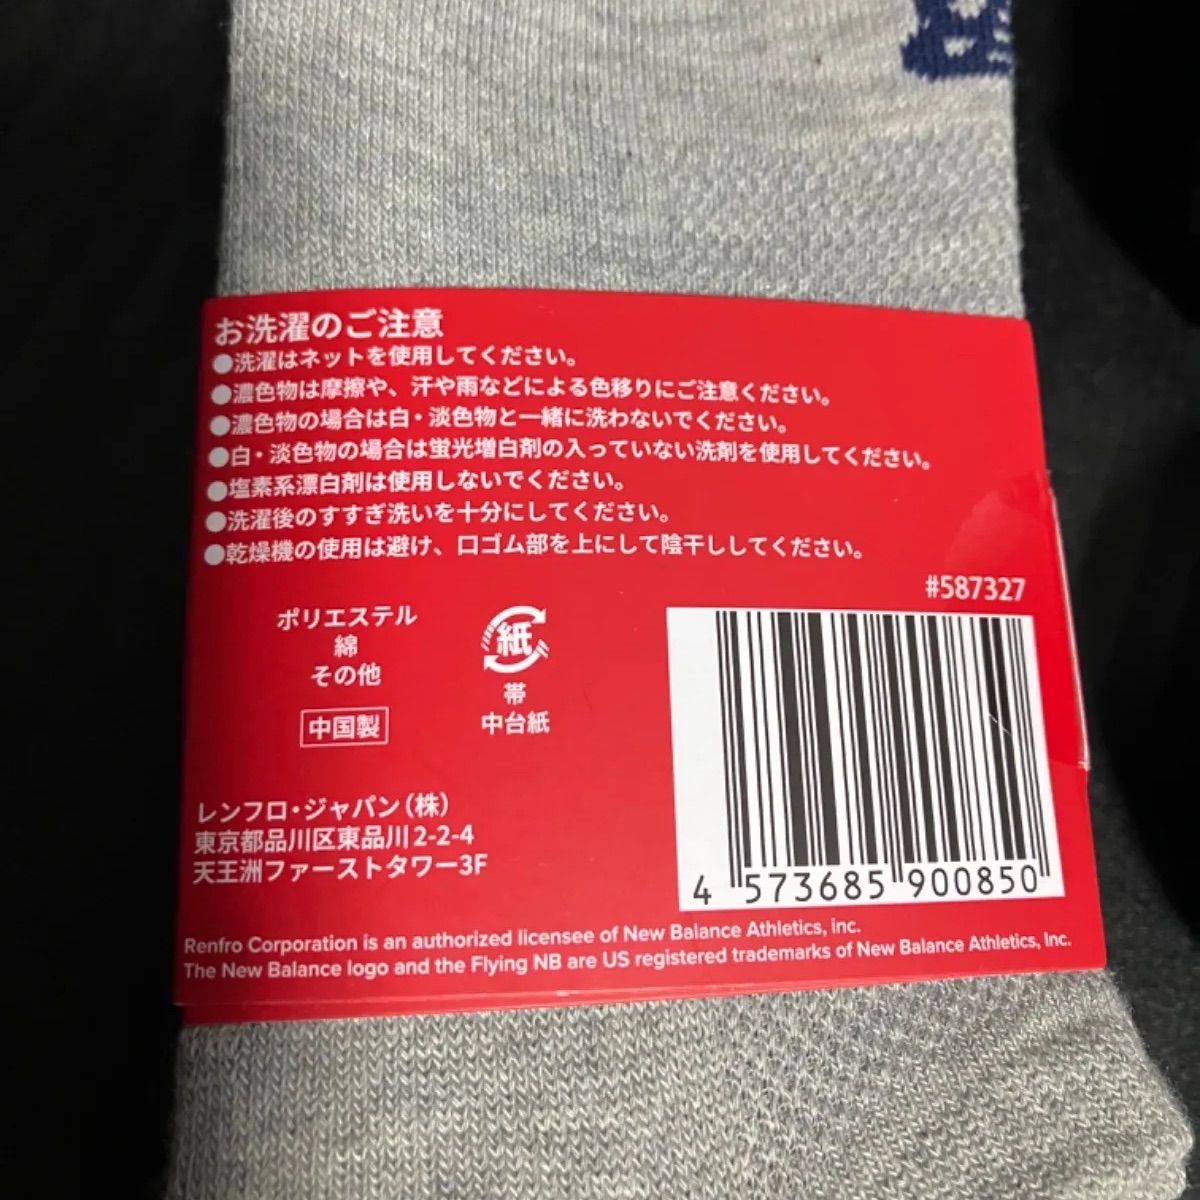 お洗濯のご注意
●洗濯はネットを使用してください。
●濃色物は摩擦や、汗や雨などによる色移りにご注意ください。
●濃色物の場合は白・淡色物と一緒に洗わないでください。
●白・淡色物の場合は蛍光増白剤の入っていない洗剤を使用してください。
●塩素系漂白剤は使用しないでください。
●洗濯後のすすぎ洗いを十分にしてください。
●乾燥機の使用は避け、口ゴム部を上にして陰干ししてください。
#587327
ポリエステル
綿
その他
中国製
紙
帯
中台紙
レンフロ・ジャパン(株)
東京都品川区東品川2-2-4
天王洲ファーストタワー3F
4 573685 900850
Renfro Corporation is an authorized licensee of New Balance Athletics, inc.
The New Balance logo and the Flying NB are US registered trademarks of New Balance Athletics, Inc.